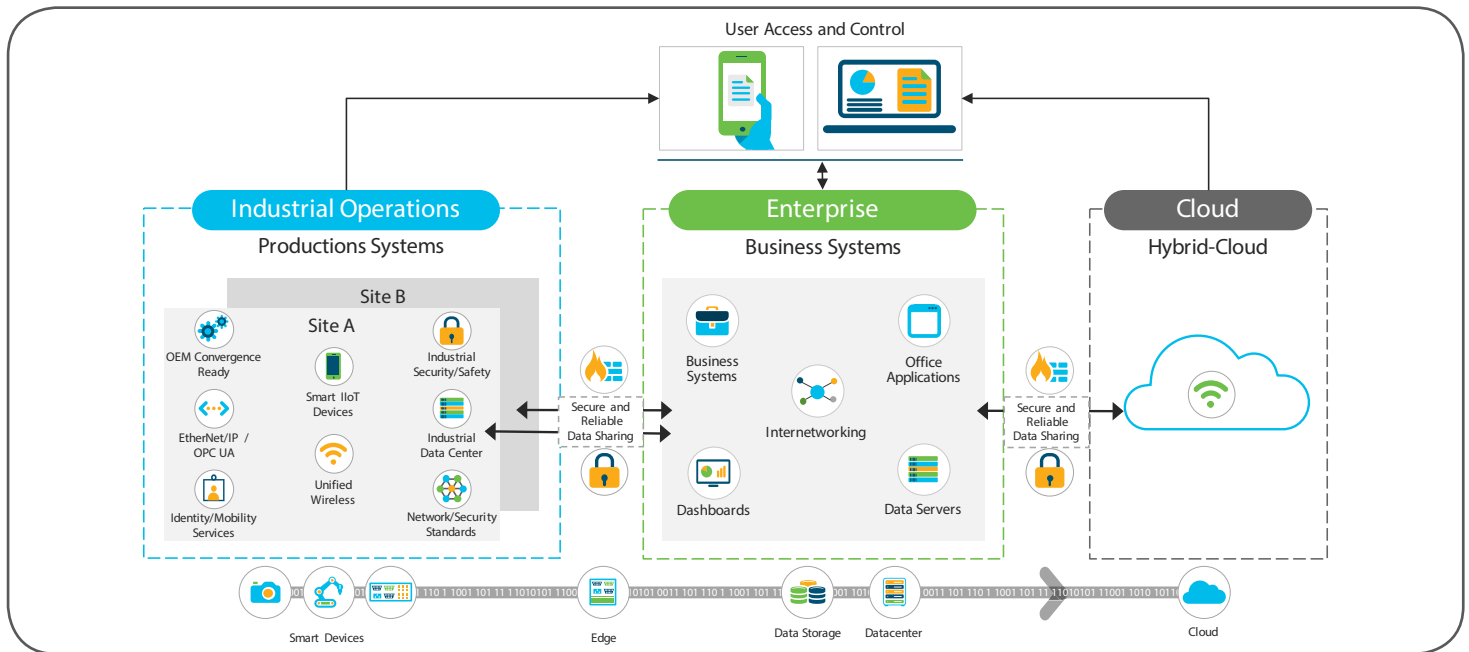 User Access and Control
Industrial Operations
Enterprise
Cloud
Productions Systems
Business Systems
Hybrid-Cloud
Site B
Site A
OEM Convergence
Ready
Smart IIoT
Devices
Industrial
Security/Safety
EtherNet/IP /
OPC UA
Industrial
Data Center
Identity/Mobility
Services
Unified
Wireless
Network/Security
Standards
Secure and
Reliable
Data Sharing
Business
Systems
Office
Applications
Internetworking
Dashboards
Data Servers
Secure and
Reliable
Data Sharing
Smart Devices
Edge
Data Storage
Datacenter
Cloud